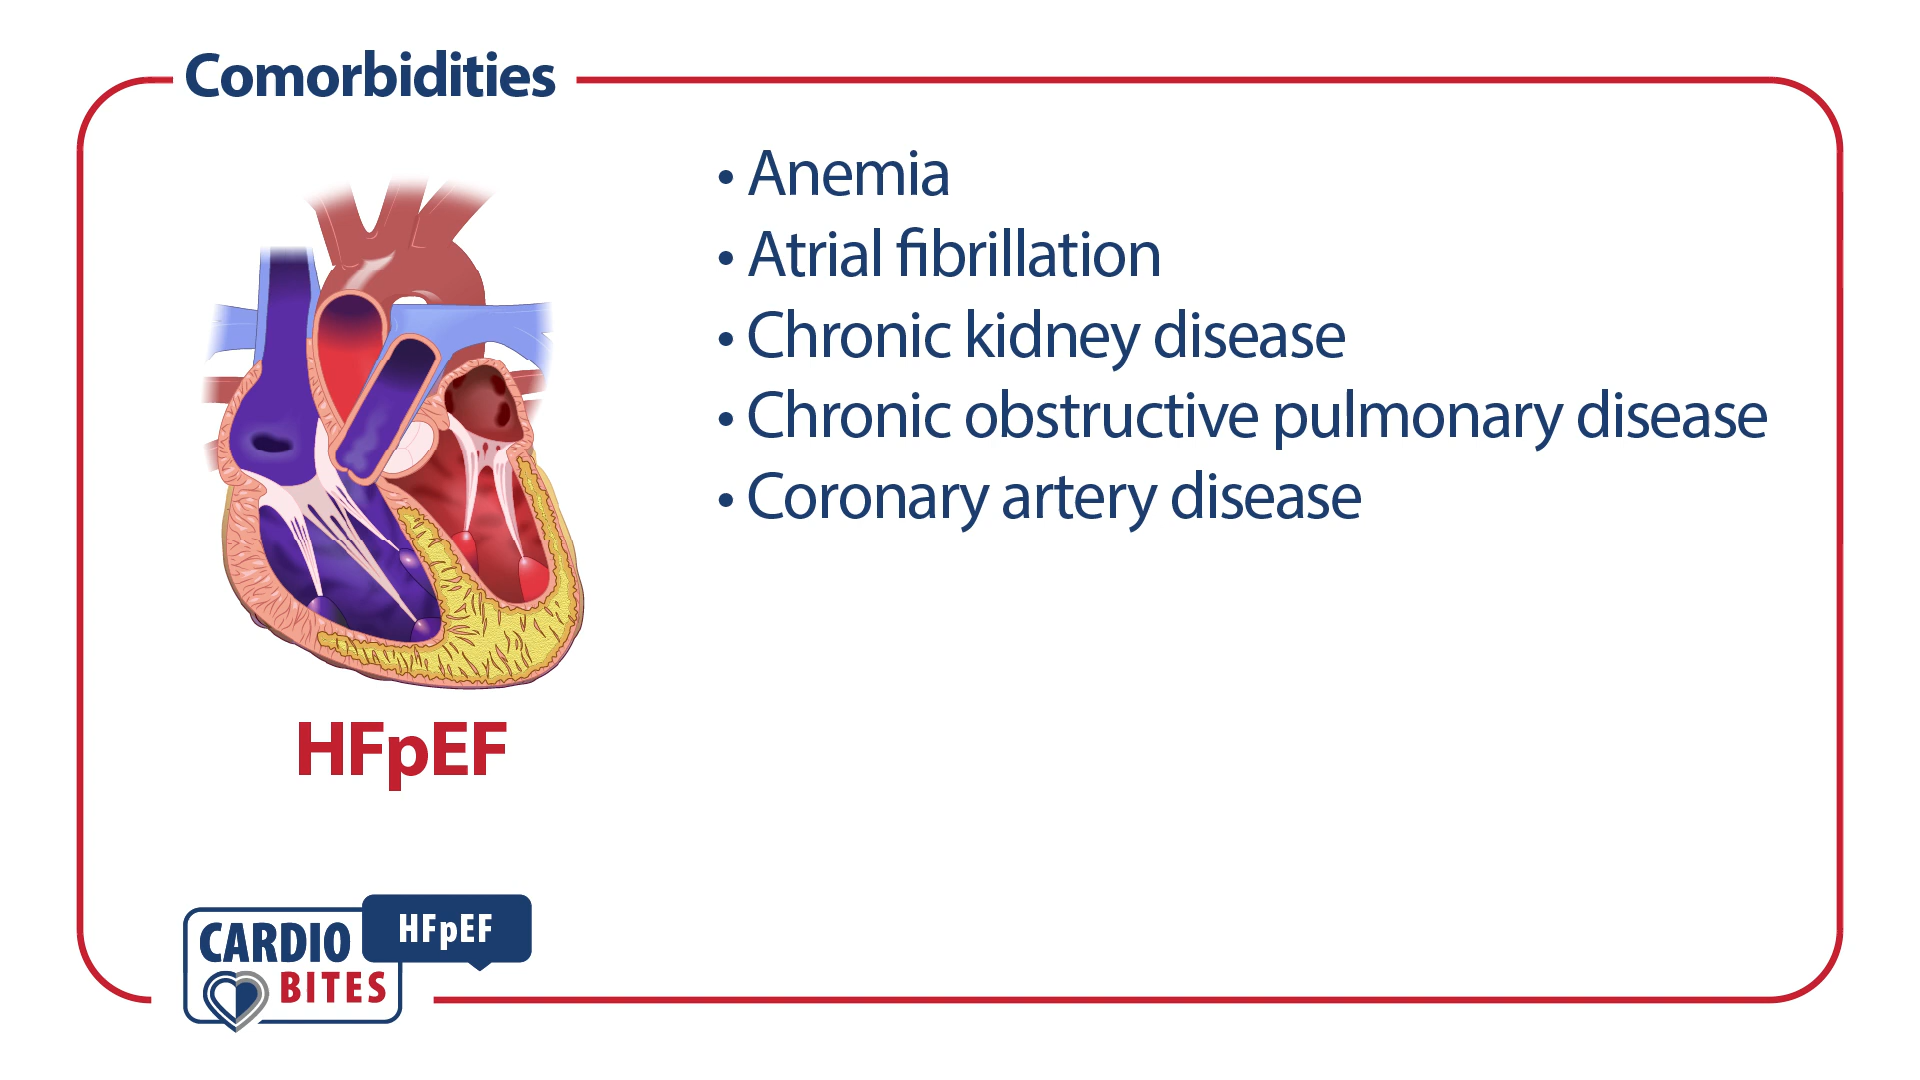 Comorbidities
• Anemia
• Atrial fibrillation
• Chronic kidney disease
• Chronic obstructive pulmonary disease
• Coronary artery disease
HFpEF
HFpEF
CARDIO
BITES